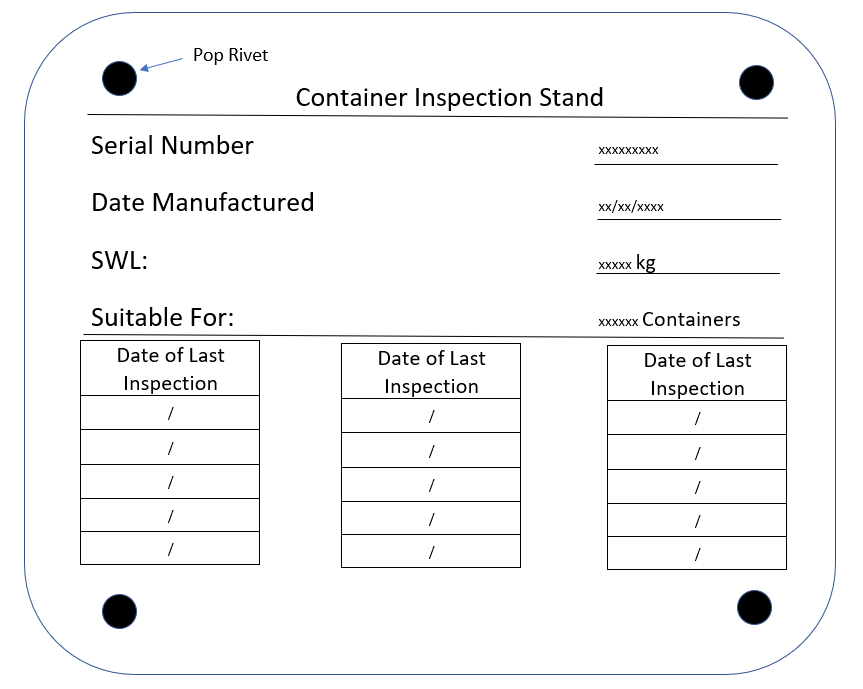 Pop Rivet
Container Inspection Stand
Serial Number xxxxxxxxx
Date Manufactured xx/xx/xxxx
SWL: xxxxx kg
Suitable For: xxxxxx Containers
Date of Last Inspection
/
/
/
/
/
Date of Last Inspection
/
/
/
/
/
Date of Last Inspection
/
/
/
/
/